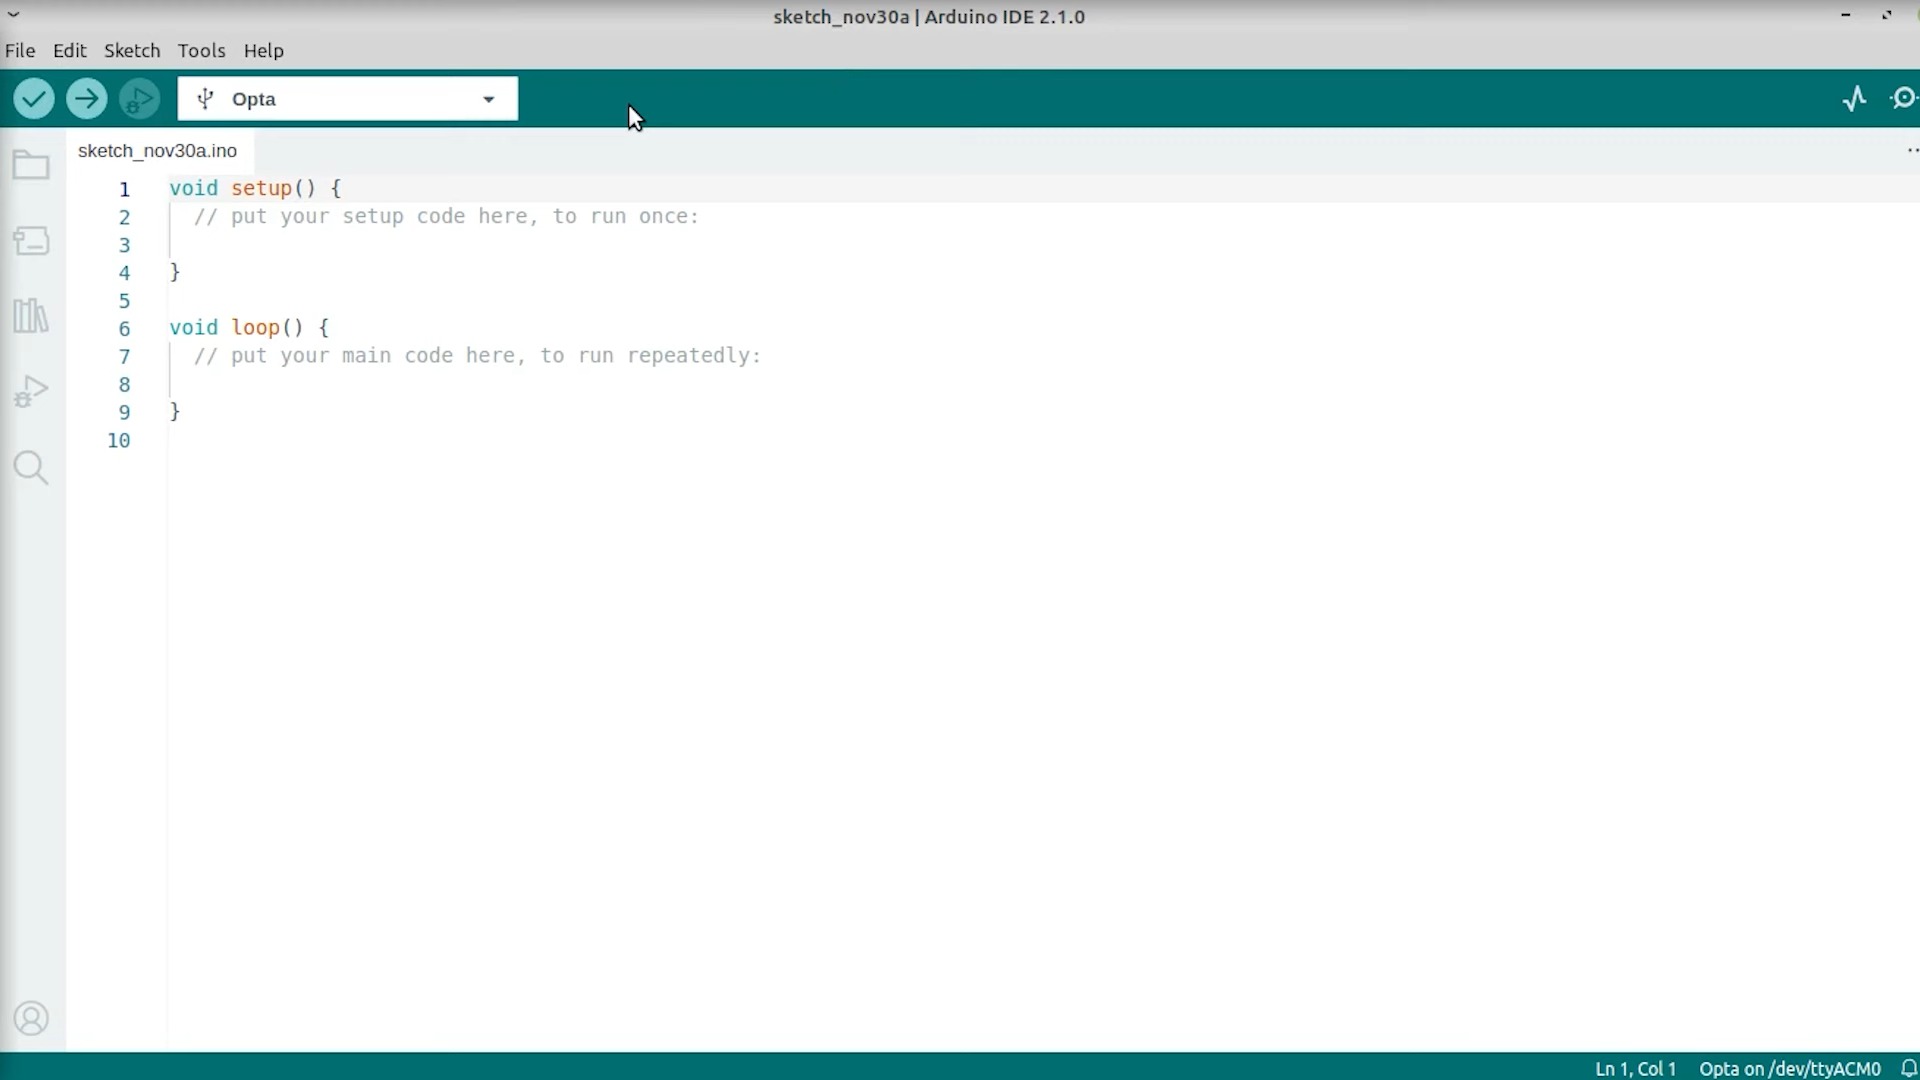 sketch_nov30a | Arduino IDE 2.1.0
File Edit Sketch Tools Help
Opta
sketch_nov30a.ino
1 void setup() {
2 // put your setup code here, to run once:
3
4 }
5
6 void loop() {
7 // put your main code here, to run repeatedly:
8
9 }
10
Ln 1, Col 1 Opta on /dev/ttyACM0